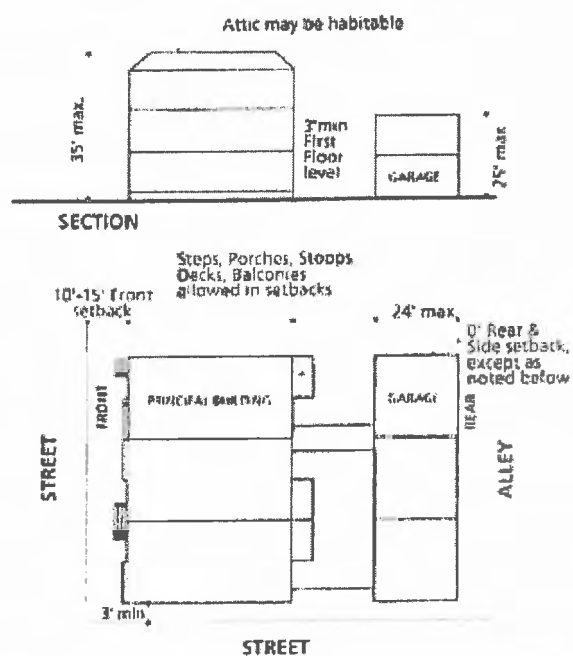 Attic may be habitable
35' max.
3' min
First
Floor
level
GARAGE
25' max
SECTION
Steps, Porches, Stoops
Decks, Balconies
allowed in setbacks
10'-15' Front
setback
24' max.
0' Rear &
Side setback,
except as
noted below
FRONT
PRINCIPAL BUILDING
GARAGE
REAR
STREET
ALLEY
3' min
STREET